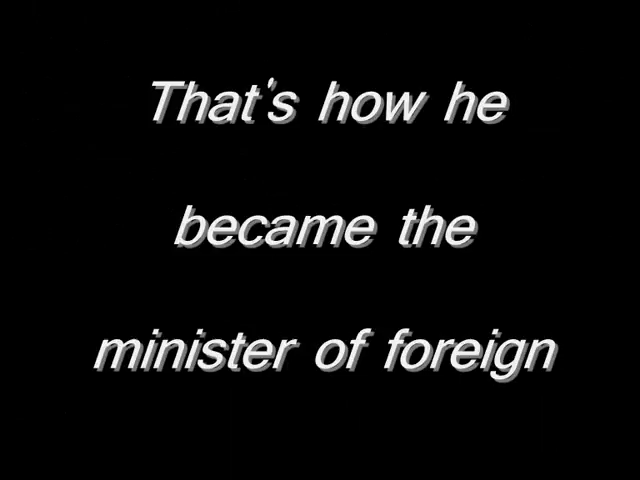 That's how he
became the
minister of foreign